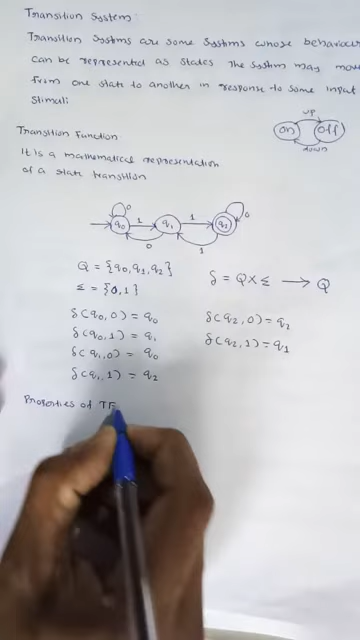 Transition System:
Transition Systems are some Systms whose behaviour
can be represented as states The System may mov
from one state to another in response to some input
Stimuli
up
on off
down
Transition Function
It is a mathematical representation
of a state transition
0 1 1 0
q0 q1 q2
0 1
Q = {q0, q1, q2}
Σ = {0, 1}
δ = Q × Σ → Q
δ(q0, 0) = q0
δ(q0, 1) = q1
δ(q1, 0) = q0
δ(q1, 1) = q2
δ(q2, 0) = q2
δ(q2, 1) = q1
Properties of TF